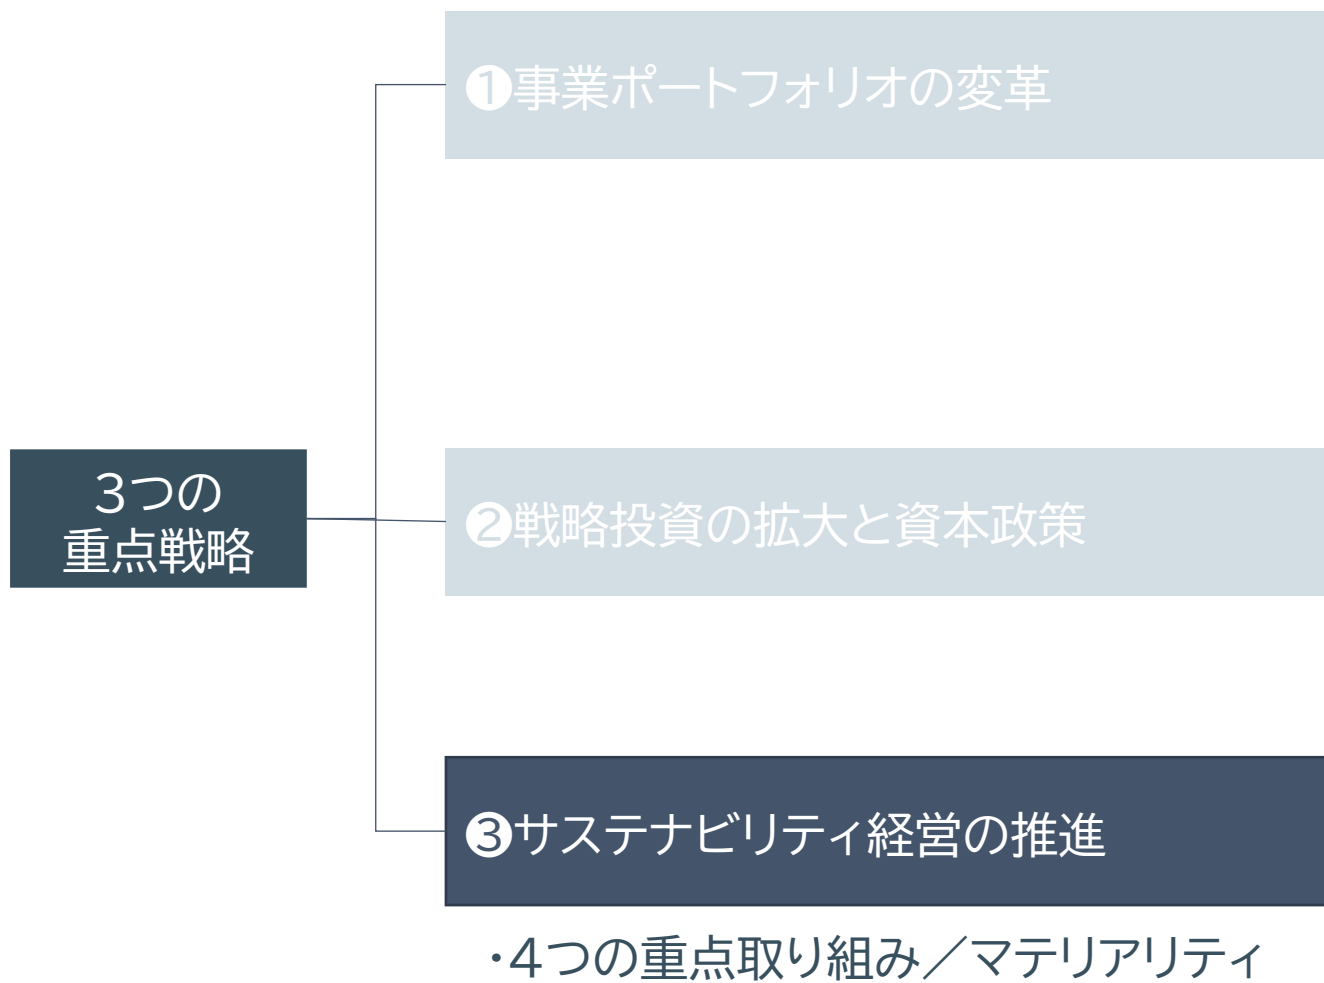 ❶事業ポートフォリオの変革
3つの
重点戦略
❷戦略投資の拡大と資本政策
❸サステナビリティ経営の推進
・4つの重点取り組み／マテリアリティ